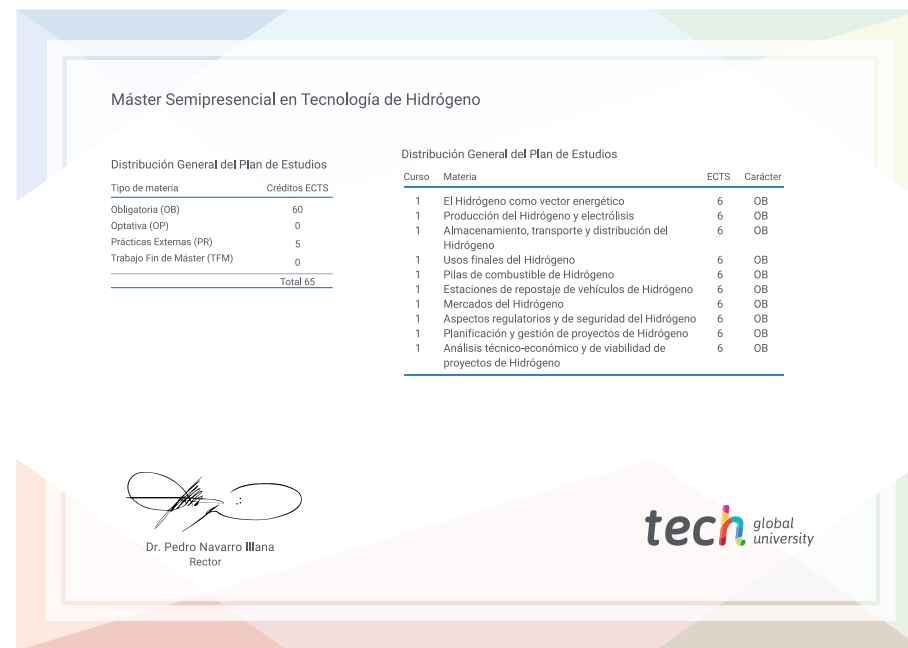 Máster Semipresencial en Tecnología de Hidrógeno
Distribución General del Plan de Estudios
Tipo de materia Créditos ECTS
Obligatoria (OB) 60
Optativa (OP) 0
Prácticas Externas (PR) 5
Trabajo Fin de Máster (TFM) 0
Total 65
Distribución General del Plan de Estudios
Curso Materia ECTS Carácter
1 El Hidrógeno como vector energético 6 OB
1 Producción del Hidrógeno y electrólisis 6 OB
1 Almacenamiento, transporte y distribución del 6 OB
Hidrógeno
1 Usos finales del Hidrógeno 6 OB
1 Pilas de combustible de Hidrógeno 6 OB
1 Estaciones de repostaje de vehículos de Hidrógeno 6 OB
1 Mercados del Hidrógeno 6 OB
1 Aspectos regulatorios y de seguridad del Hidrógeno 6 OB
1 Planificación y gestión de proyectos de Hidrógeno 6 OB
1 Análisis técnico-económico y de viabilidad de 6 OB
proyectos de Hidrógeno
Dr. Pedro Navarro Illana
Rector
tech global
university